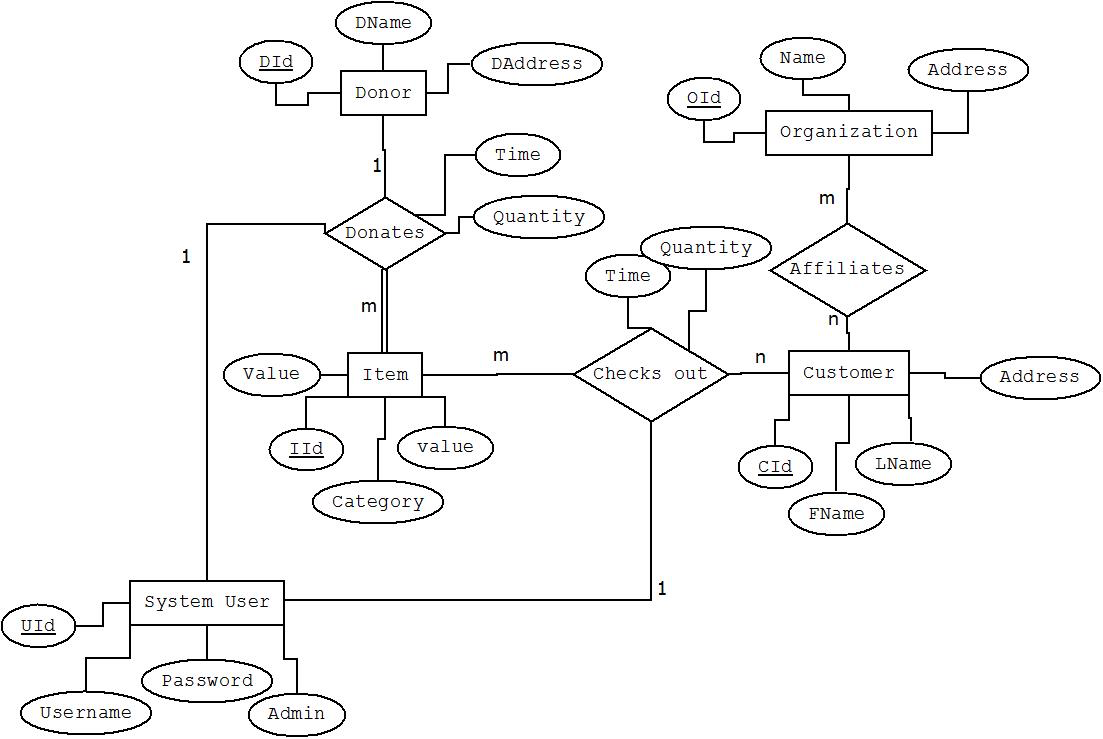 DName
DId
DAddress
Donor
Name
Address
OId
Organization
1
Time
m
Quantity
Donates
1
Quantity
Time
Affiliates
m
n
m
n
Value
Item
Checks out
Customer
Address
IId
value
Category
CId
LName
FName
1
System User
UId
Password
Username
Admin